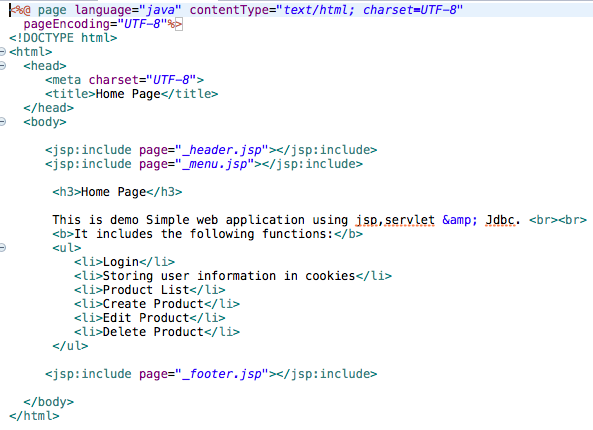 <%@ page language="java" contentType="text/html; charset=UTF-8"
  pageEncoding="UTF-8"%>
<!DOCTYPE html>
<html>
  <head>
     <meta charset="UTF-8">
     <title>Home Page</title>
  </head>
  <body>

     <jsp:include page="_header.jsp"></jsp:include>
     <jsp:include page="_menu.jsp"></jsp:include>

      <h3>Home Page</h3>

      This is demo Simple web application using jsp,servlet &amp; Jdbc. <br><br>
      <b>It includes the following functions:</b>
      <ul>
         <li>Login</li>
         <li>Storing user information in cookies</li>
         <li>Product List</li>
         <li>Create Product</li>
         <li>Edit Product</li>
         <li>Delete Product</li>
      </ul>

     <jsp:include page="_footer.jsp"></jsp:include>

  </body>
</html>